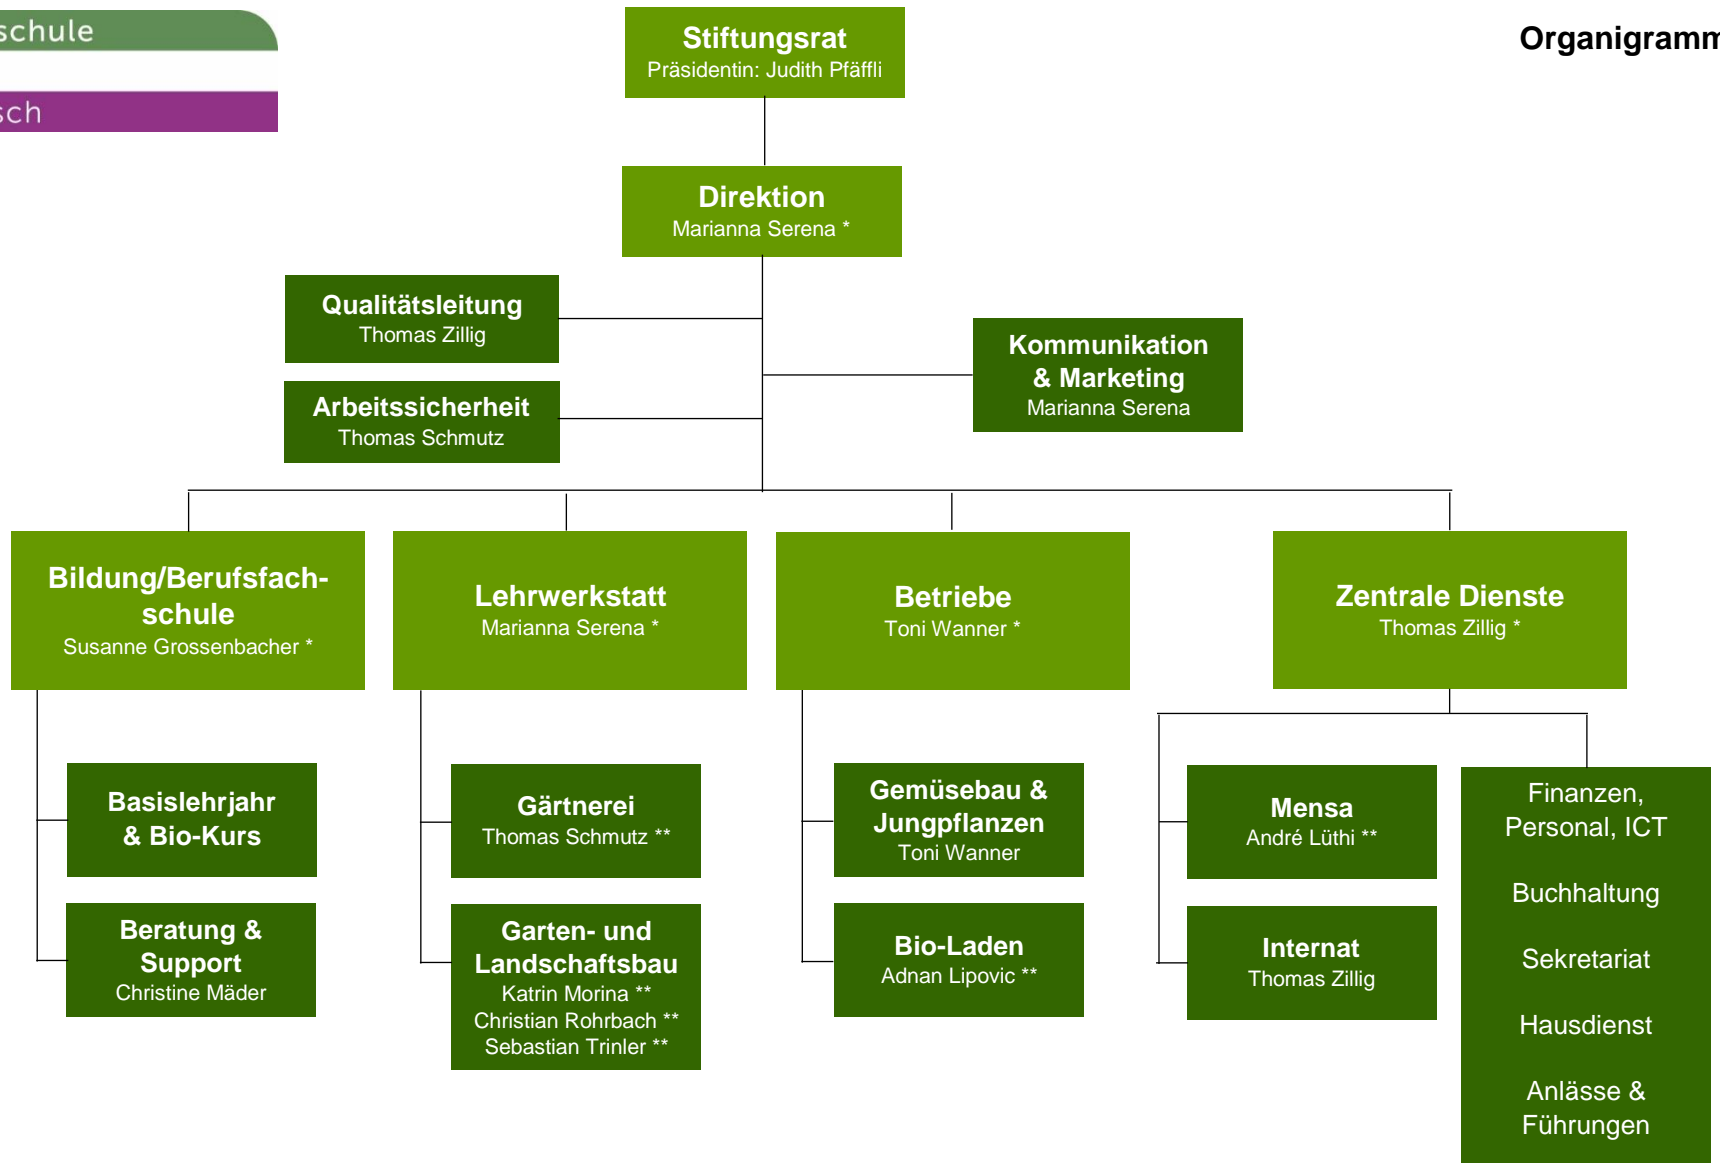 schule
sch
Organigramm
Stiftungsrat
Präsidentin: Judith Pfäffli
Direktion
Marianna Serena *
Qualitätsleitung
Thomas Zillig
Arbeitssicherheit
Thomas Schmutz
Kommunikation
& Marketing
Marianna Serena
Bildung/Berufsfach-
schule
Susanne Grossenbacher *
Lehrwerkstatt
Marianna Serena *
Betriebe
Toni Wanner *
Zentrale Dienste
Thomas Zillig *
Basislehrjahr
& Bio-Kurs
Beratung &
Support
Christine Mäder
Gärtnerei
Thomas Schmutz **
Garten- und
Landschaftsbau
Katrin Morina **
Christian Rohrbach **
Sebastian Trinler **
Gemüsebau &
Jungpflanzen
Toni Wanner
Bio-Laden
Adnan Lipovic **
Mensa
André Lüthi **
Internat
Thomas Zillig
Finanzen,
Personal, ICT
Buchhaltung
Sekretariat
Hausdienst
Anlässe &
Führungen